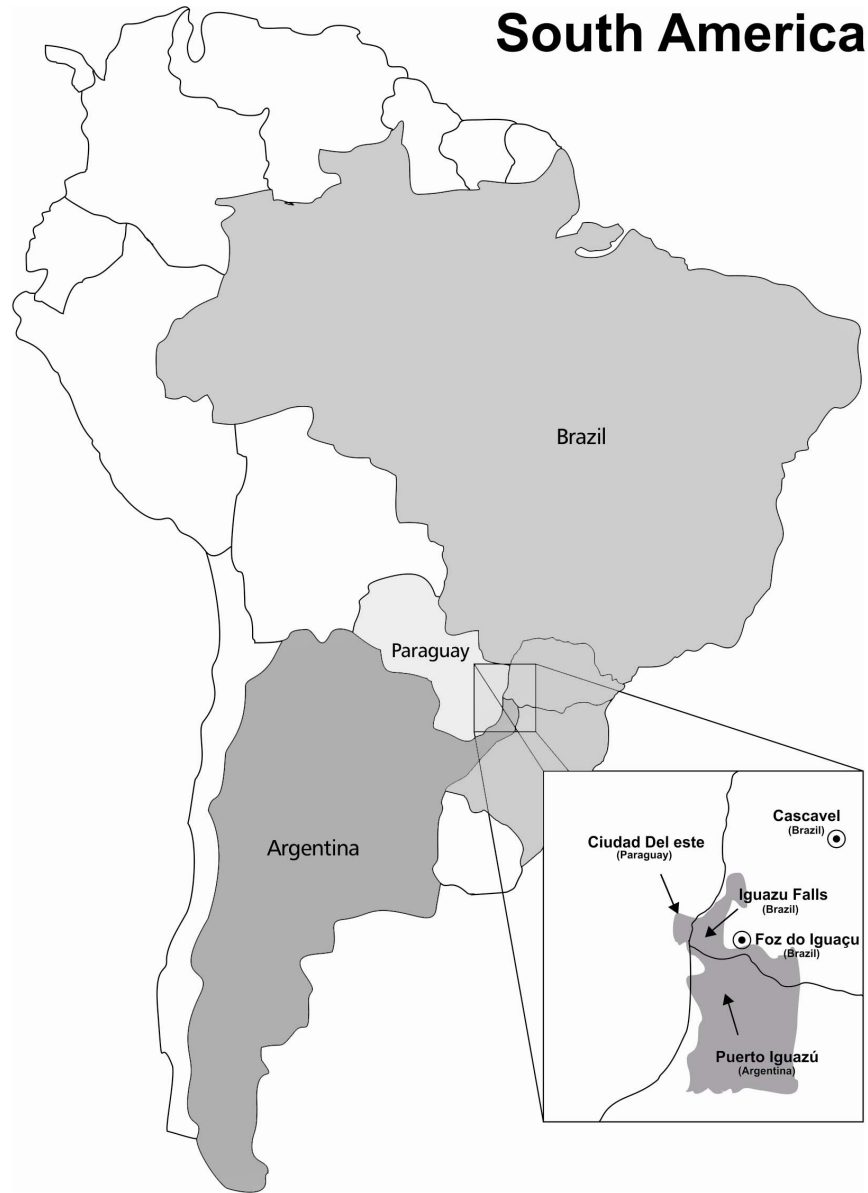 South America
Brazil
Paraguay
Argentina
Cascavel
(Brazil)
Ciudad Del este
(Paraguay)
Iguazu Falls
(Brazil)
Foz do Iguaçu
(Brazil)
Puerto Iguazú
(Argentina)